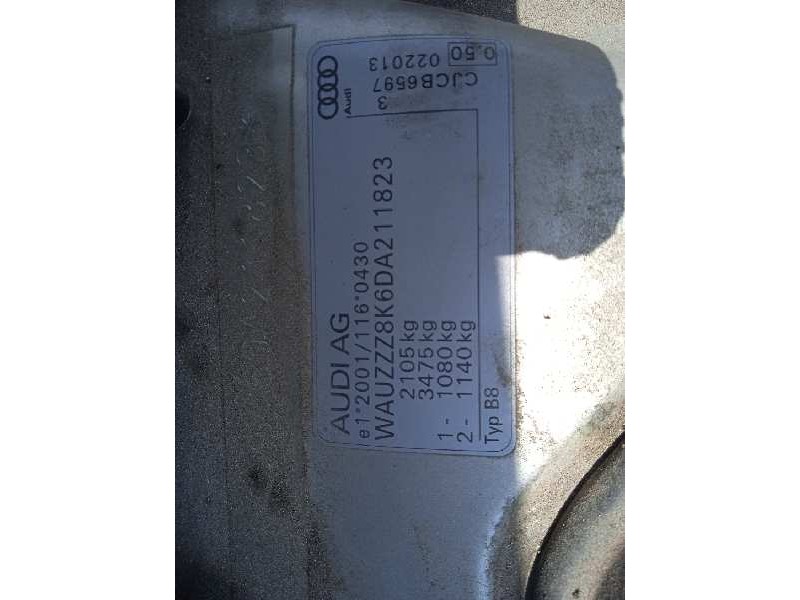 AUDI AG
e1*2001/116*0430
WAUZZZ8K6DA211823
2105kg
3475kg
1- 1080kg
2- 1140kg
Typ B8
Audi
3
CJCB6597
022013
0,50